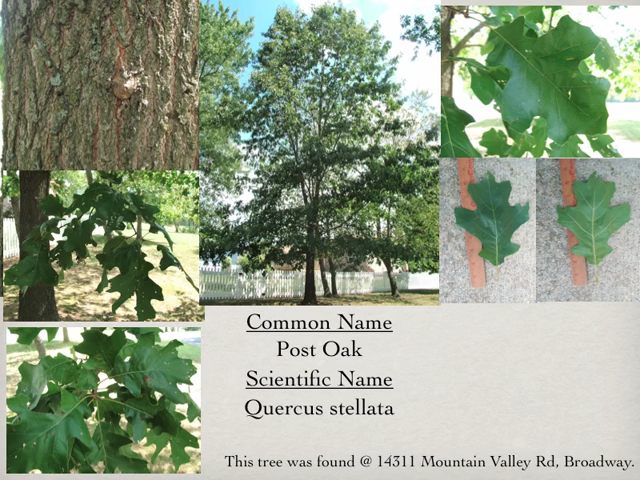 Common Name
Post Oak
Scientific Name
Quercus stellata
This tree was found @ 14311 Mountain Valley Rd, Broadway.